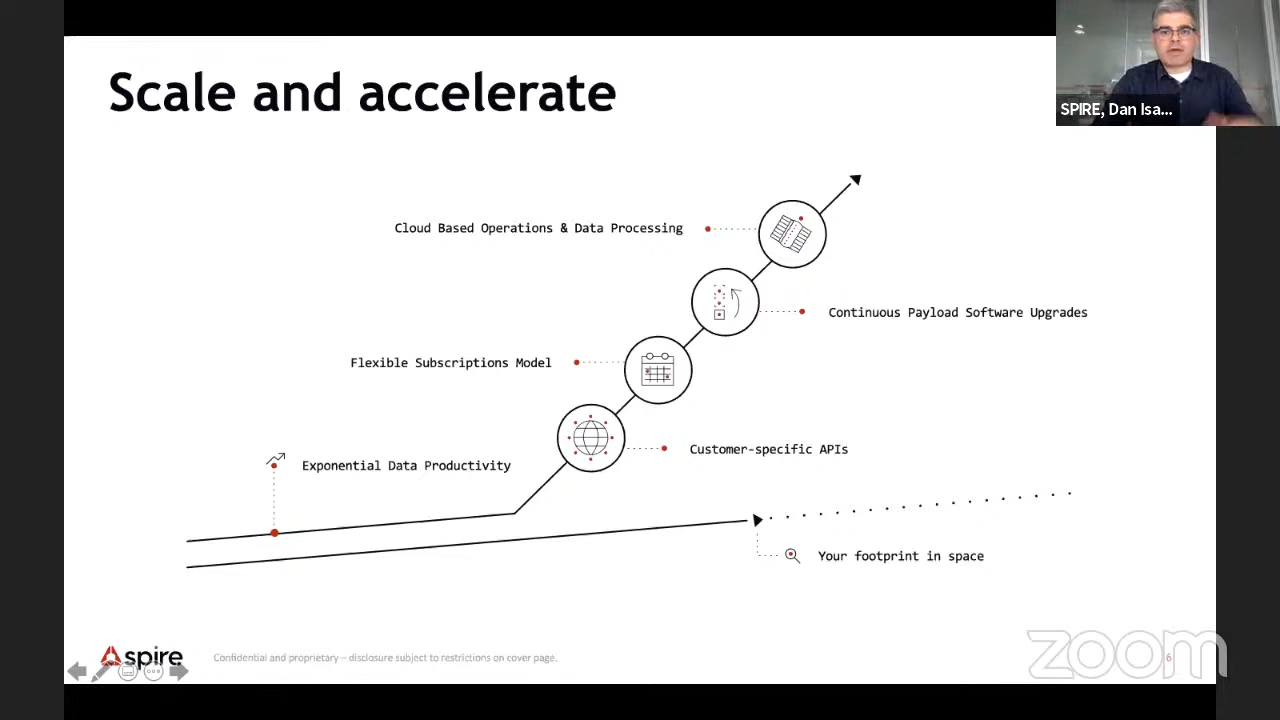 Scale and accelerate
SPIRE, Dan Isa...
Cloud Based Operations & Data Processing
Continuous Payload Software Upgrades
Flexible Subscriptions Model
Customer-specific APIs
Exponential Data Productivity
Your footprint in space
spire
Confidential and proprietary – disclosure subject to restrictions on cover page.
6
zoom